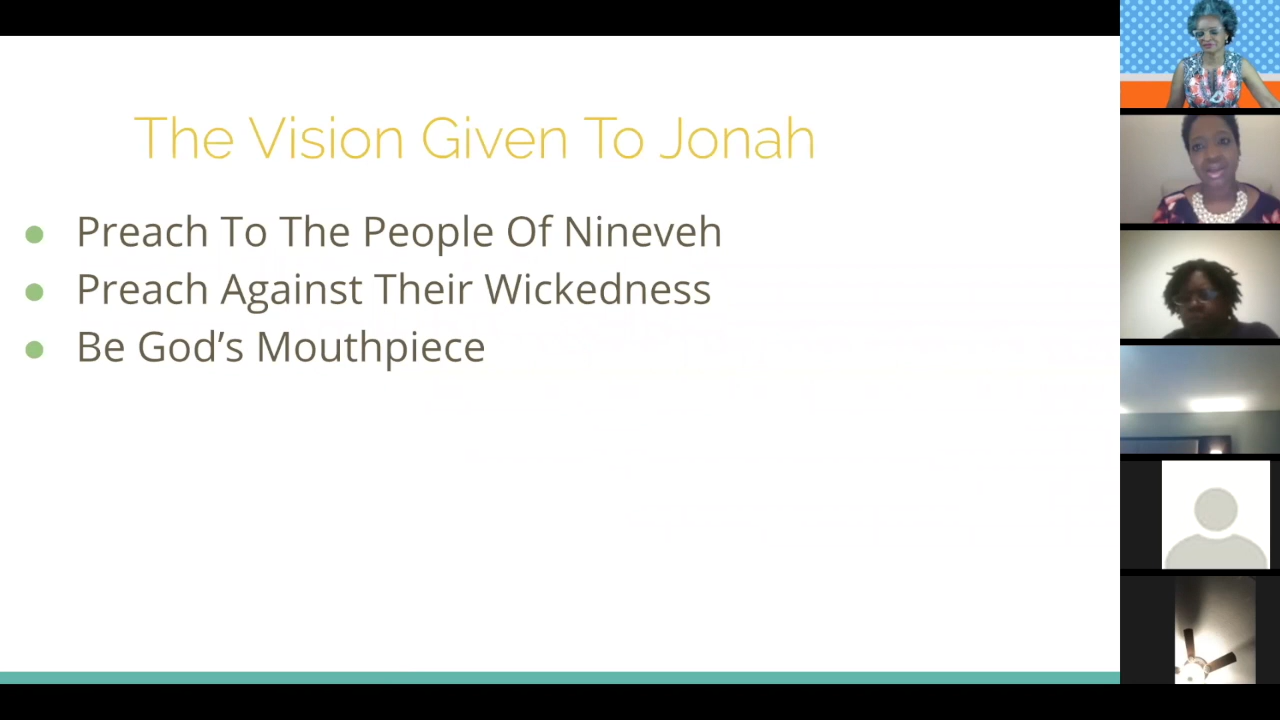 The Vision Given To Jonah
Preach To The People Of Nineveh
Preach Against Their Wickedness
Be God’s Mouthpiece